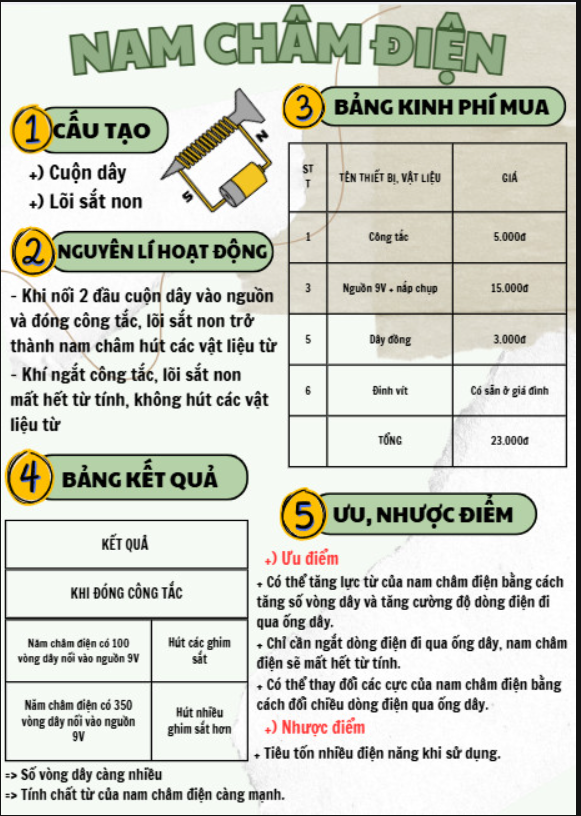 NAM CHÂM ĐIỆN
1 CẤU TẠO
+) Cuộn dây
+) Lõi sắt non
N
S
2 NGUYÊN LÍ HOẠT ĐỘNG
- Khi nối 2 đầu cuộn dây vào nguồn
và đóng công tắc, lõi sắt non trở
thành nam châm hút các vật liệu từ
- Khí ngắt công tắc, lõi sắt non
mất hết từ tính, không hút các vật
liệu từ
3 BẢNG KINH PHÍ MUA
ST
T
TÊN THIẾT BỊ, VẬT LIỆU
GIÁ
1 Công tắc 5.000đ
3 Nguồn 9V + nắp chụp 15.000đ
5 Dây đồng 3.000đ
6 Đinh vít Có sẵn ở giá đình
TỔNG 23.000đ
4 BẢNG KẾT QUẢ
KẾT QUẢ
KHI ĐÓNG CÔNG TẮC
Năm châm điện có 100
vòng dây nối vào nguồn 9V
Hút các ghim
sắt
Năm châm điện có 350
vòng dây nối vào nguồn
9V
Hút nhiều
ghim sắt hơn
=> Số vòng dây càng nhiều
=> Tính chất từ của nam châm điện càng mạnh.
5 ƯU, NHƯỢC ĐIỂM
+) Ưu điểm
+ Có thể tăng lực từ của nam châm điện bằng cách
tăng số vòng dây và tăng cường độ dòng điện đi
qua ống dây.
+ Chỉ cần ngắt dòng điện đi qua ống dây, nam châm
điện sẽ mất hết từ tính.
+ Có thể thay đổi các cực của nam châm điện bằng
cách đổi chiều dòng điện qua ống dây.
+) Nhược điểm
+ Tiêu tốn nhiều điện năng khi sử dụng.